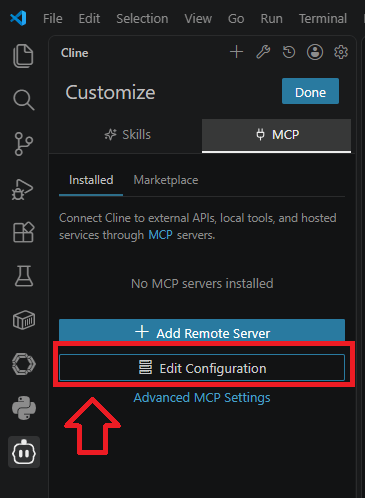 File Edit Selection View Go Run Terminal
Cline
Customize
Done
Skills
MCP
Installed Marketplace
Connect Cline to external APIs, local tools, and hosted
services through MCP servers.
No MCP servers installed
Add Remote Server
Edit Configuration
Advanced MCP Settings